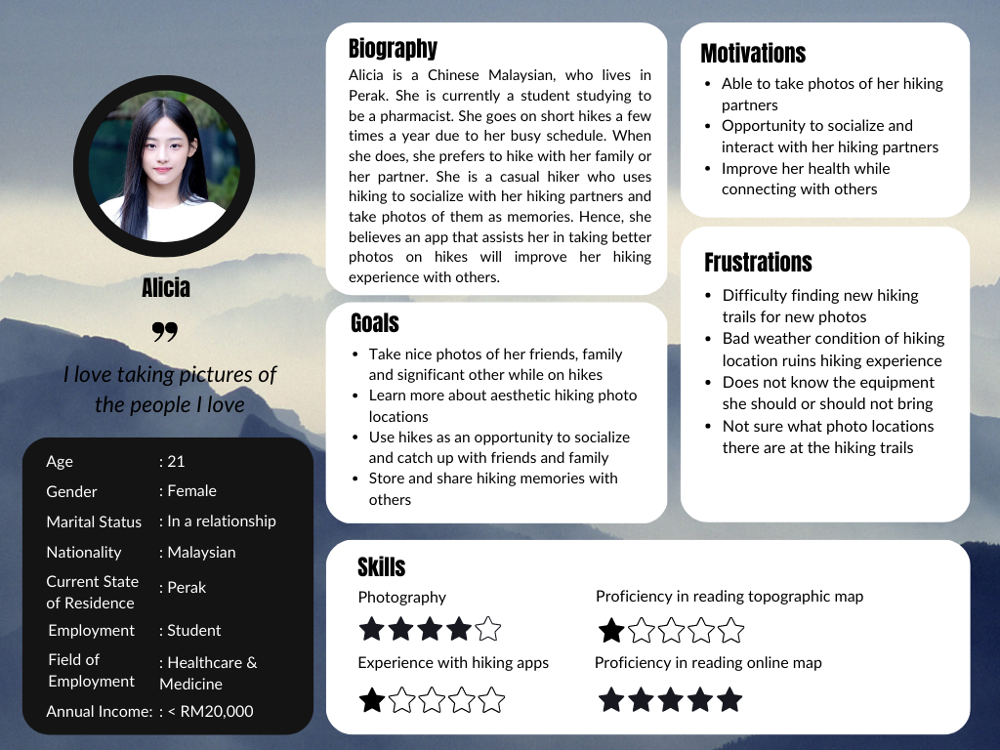 Alicia
”
I love taking pictures of
the people I love
Age : 21
Gender : Female
Marital Status : In a relationship
Nationality : Malaysian
Current State
of Residence : Perak
Employment : Student
Field of
Employment : Healthcare &
Medicine
Annual Income: : < RM20,000
Biography
Alicia is a Chinese Malaysian, who lives in
Perak. She is currently a student studying to
be a pharmacist. She goes on short hikes a few
times a year due to her busy schedule. When
she does, she prefers to hike with her family or
her partner. She is a casual hiker who uses
hiking to socialize with her hiking partners and
take photos of them as memories. Hence, she
believes an app that assists her in taking better
photos on hikes will improve her hiking
experience with others.
Goals
• Take nice photos of her friends, family
and significant other while on hikes
• Learn more about aesthetic hiking photo
locations
• Use hikes as an opportunity to socialize
and catch up with friends and family
• Store and share hiking memories with
others
Motivations
• Able to take photos of her hiking
partners
• Opportunity to socialize and
interact with her hiking partners
• Improve her health while
connecting with others
Frustrations
• Difficulty finding new hiking
trails for new photos
• Bad weather condition of hiking
location ruins hiking experience
• Does not know the equipment
she should or should not bring
• Not sure what photo locations
there are at the hiking trails
Skills
Photography
Proficiency in reading topographic map
Experience with hiking apps
Proficiency in reading online map